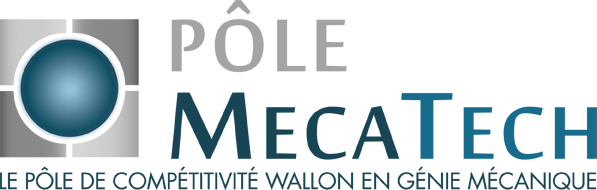 PÔLE
MECATECH
LE PÔLE DE COMPÉTITIVITÉ WALLON EN GÉNIE MÉCANIQUE